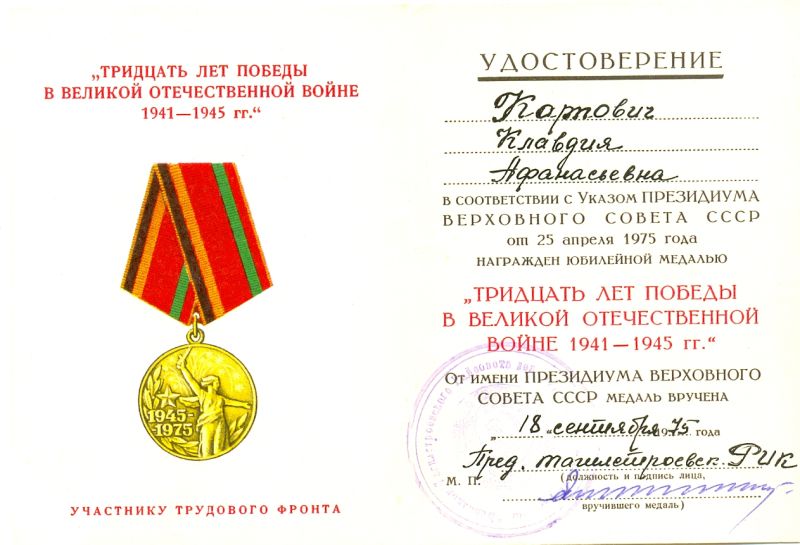 „ТРИДЦАТЬ ЛЕТ ПОБЕДЫ
В ВЕЛИКОЙ ОТЕЧЕСТВЕННОЙ ВОЙНЕ
1941—1945 гг.“
1945-
1975
УЧАСТНИКУ ТРУДОВОГО ФРОНТА
УДОСТОВЕРЕНИЕ
Карпович
Клавдия
Афанасьевна
В СООТВЕТСТВИИ С УКАЗОМ ПРЕЗИДИУМА
ВЕРХОВНОГО СОВЕТА СССР
от 25 апреля 1975 года
НАГРАЖДЕН ЮБИЛЕЙНОЙ МЕДАЛЬЮ
„ТРИДЦАТЬ ЛЕТ ПОБЕДЫ
В ВЕЛИКОЙ ОТЕЧЕСТВЕННОЙ
ВОЙНЕ 1941—1945 гг.“
ОТ ИМЕНИ ПРЕЗИДИУМА ВЕРХОВНОГО
СОВЕТА СССР МЕДАЛЬ ВРУЧЕНА
„18“ сентября 1975 года
Пред. тагилстроевск. РИК
М. П. (должность и подпись лица,
вручившего медаль)